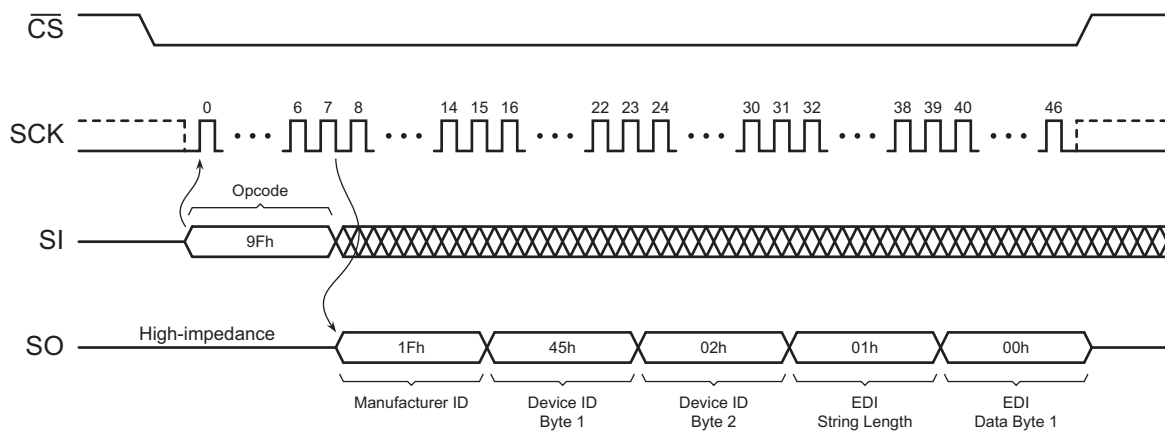 CS
0 6 7 8 14 15 16 22 23 24 30 31 32 38 39 40 46
SCK
Opcode
SI
9Fh
High-impedance
SO
1Fh 45h 02h 01h 00h
Manufacturer ID Device ID Device ID EDI EDI
Byte 1 Byte 2 String Length Data Byte 1